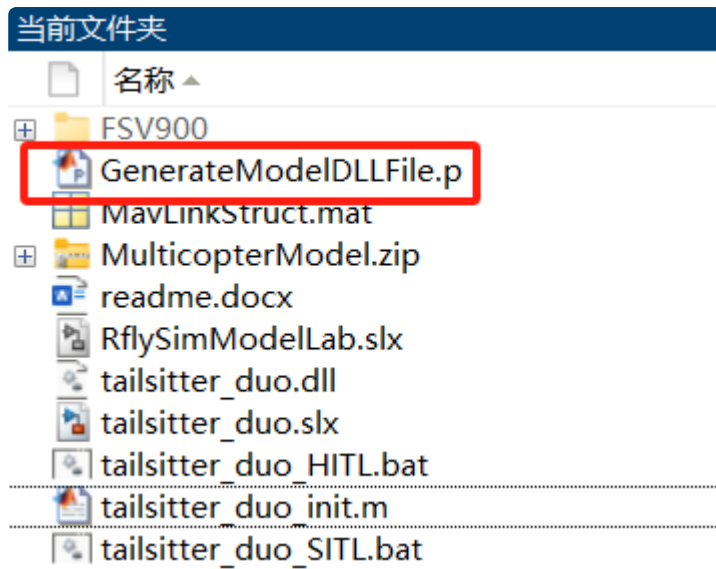 当前文件夹
名称
FSV900
GenerateModelDLLFile.p
MavLinkStruct.mat
MulticopterModel.zip
readme.docx
RflySimModelLab.slx
tailsitter_duo.dll
tailsitter_duo.slx
tailsitter_duo_HITL.bat
tailsitter_duo_init.m
tailsitter_duo_SITL.bat